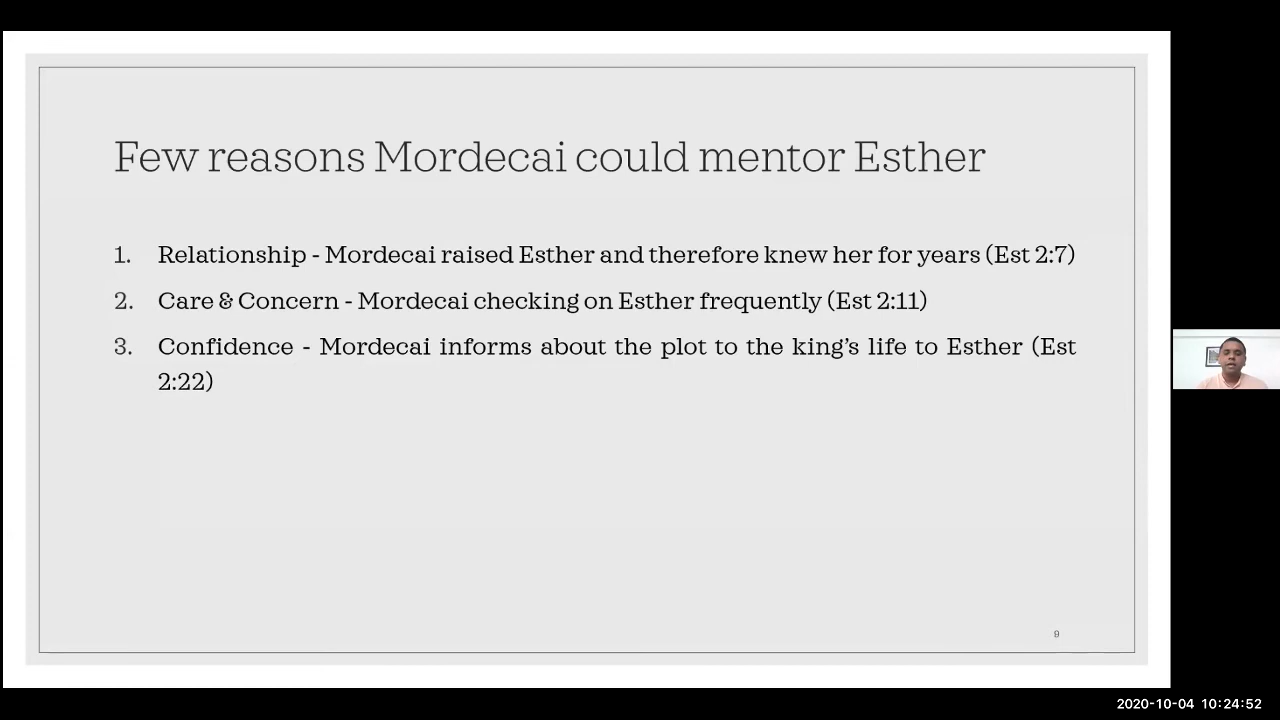 Few reasons Mordecai could mentor Esther
1. Relationship - Mordecai raised Esther and therefore knew her for years (Est 2:7)
2. Care & Concern - Mordecai checking on Esther frequently (Est 2:11)
3. Confidence - Mordecai informs about the plot to the king’s life to Esther (Est
2:22)
9
2020-10-04 10:24:52